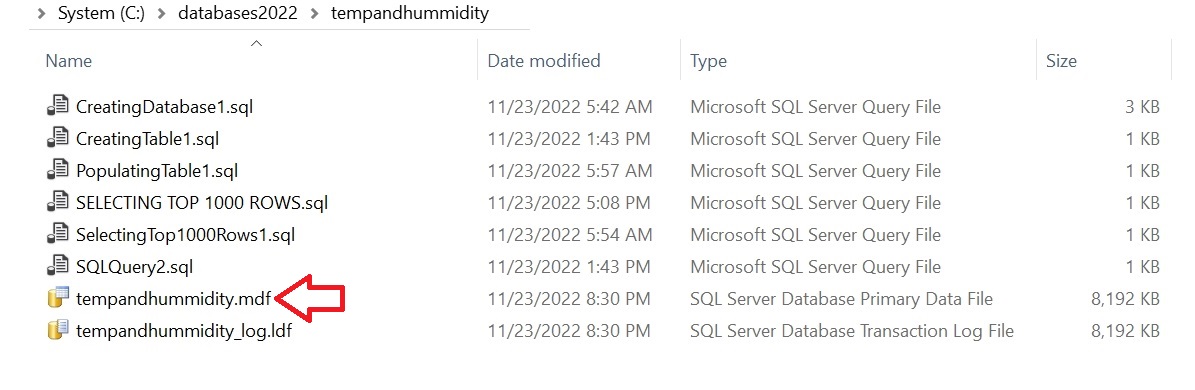 System (C:) > databases2022 > tempandhummidity
Name Date modified Type Size
CreatingDatabase1.sql 11/23/2022 5:42 AM Microsoft SQL Server Query File 3 KB
CreatingTable1.sql 11/23/2022 1:43 PM Microsoft SQL Server Query File 1 KB
PopulatingTable1.sql 11/23/2022 5:57 AM Microsoft SQL Server Query File 1 KB
SELECTING TOP 1000 ROWS.sql 11/23/2022 5:08 PM Microsoft SQL Server Query File 1 KB
SelectingTop1000Rows1.sql 11/23/2022 5:54 AM Microsoft SQL Server Query File 1 KB
SQLQuery2.sql 11/23/2022 1:43 PM Microsoft SQL Server Query File 1 KB
tempandhummidity.mdf 11/23/2022 8:30 PM SQL Server Database Primary Data File 8,192 KB
tempandhummidity_log.ldf 11/23/2022 8:30 PM SQL Server Database Transaction Log File 8,192 KB